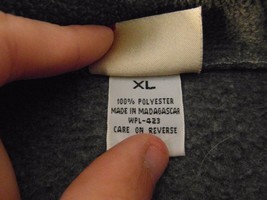 XL
100% POLYESTER
MADE IN MADAGASCAR
WPL-423
CARE ON REVERSE